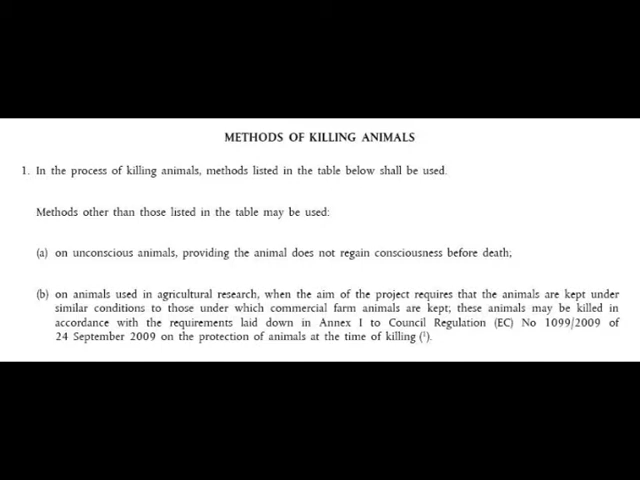 METHODS OF KILLING ANIMALS
1. In the process of killing animals, methods listed in the table below shall be used.
Methods other than those listed in the table may be used:
(a) on unconscious animals, providing the animal does not regain consciousness before death;
(b) on animals used in agricultural research, when the aim of the project requires that the animals are kept under
similar conditions to those under which commercial farm animals are kept; these animals may be killed in
accordance with the requirements laid down in Annex I to Council Regulation (EC) No 1099/2009 of
24 September 2009 on the protection of animals at the time of killing (¹).